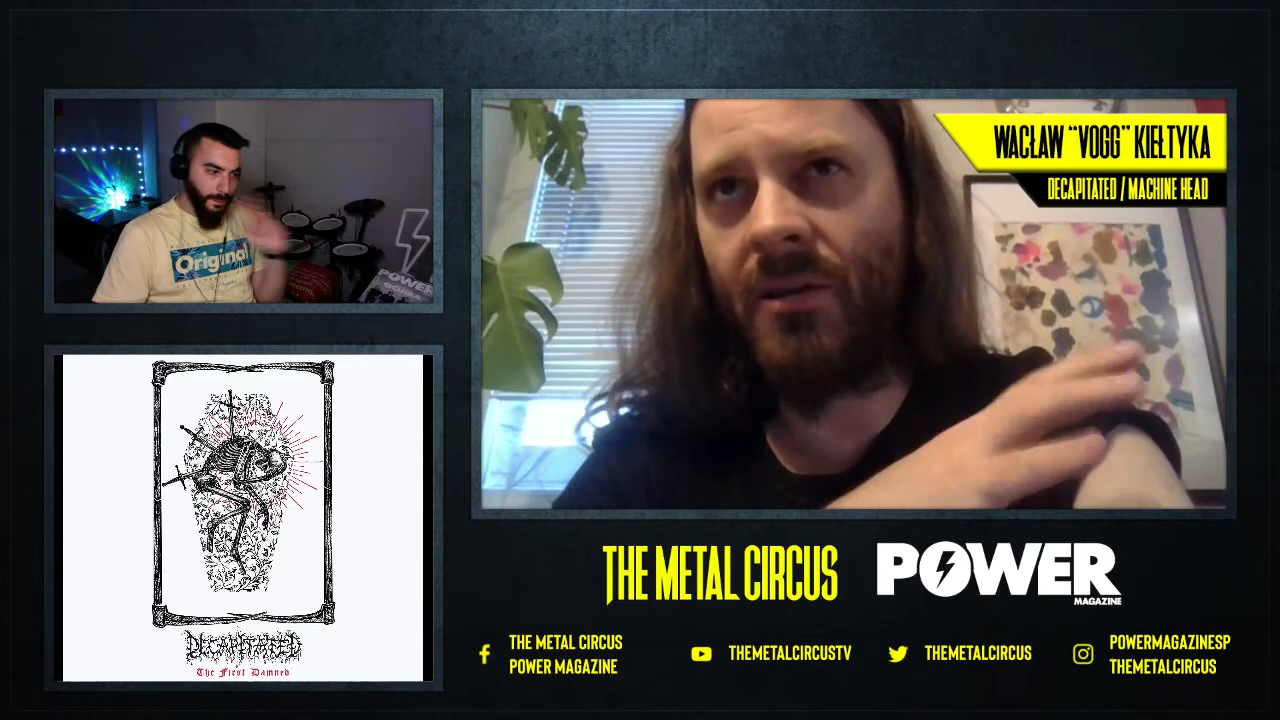 Original
POWER
WACŁAW “VOGG” KIEŁTYKA
DECAPITATED / MACHINE HEAD
DECAPITATED
The First Damned
THE METAL CIRCUS
POWER
MAGAZINE
THE METAL CIRCUS
POWER MAGAZINE
THEMETALCIRCUSTV
THEMETALCIRCUS
POWERMAGAZINESP
THEMETALCIRCUS